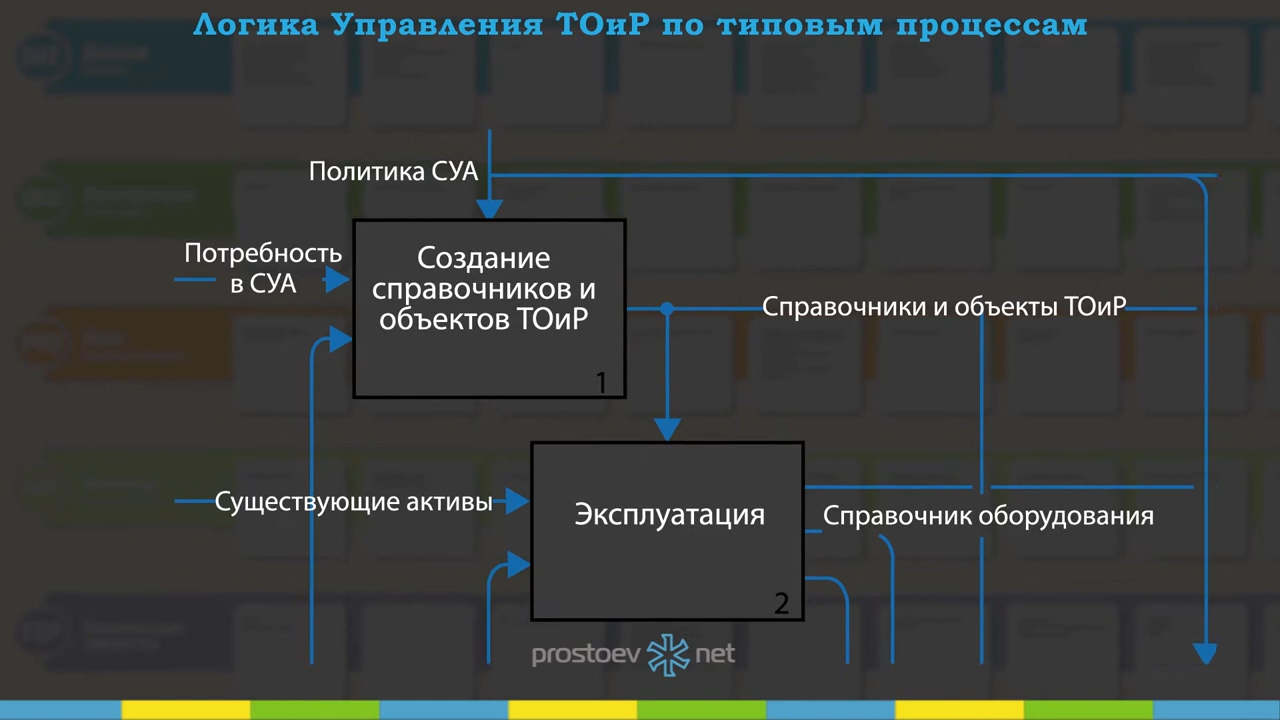 Логика Управления ТОиР по типовым процессам
Политика СУА
Потребность
в СУА
Создание
справочников и
объектов ТОиР
1
Справочники и объекты ТОиР
Существующие активы
Эксплуатация
2
Справочник оборудования
prostoev net